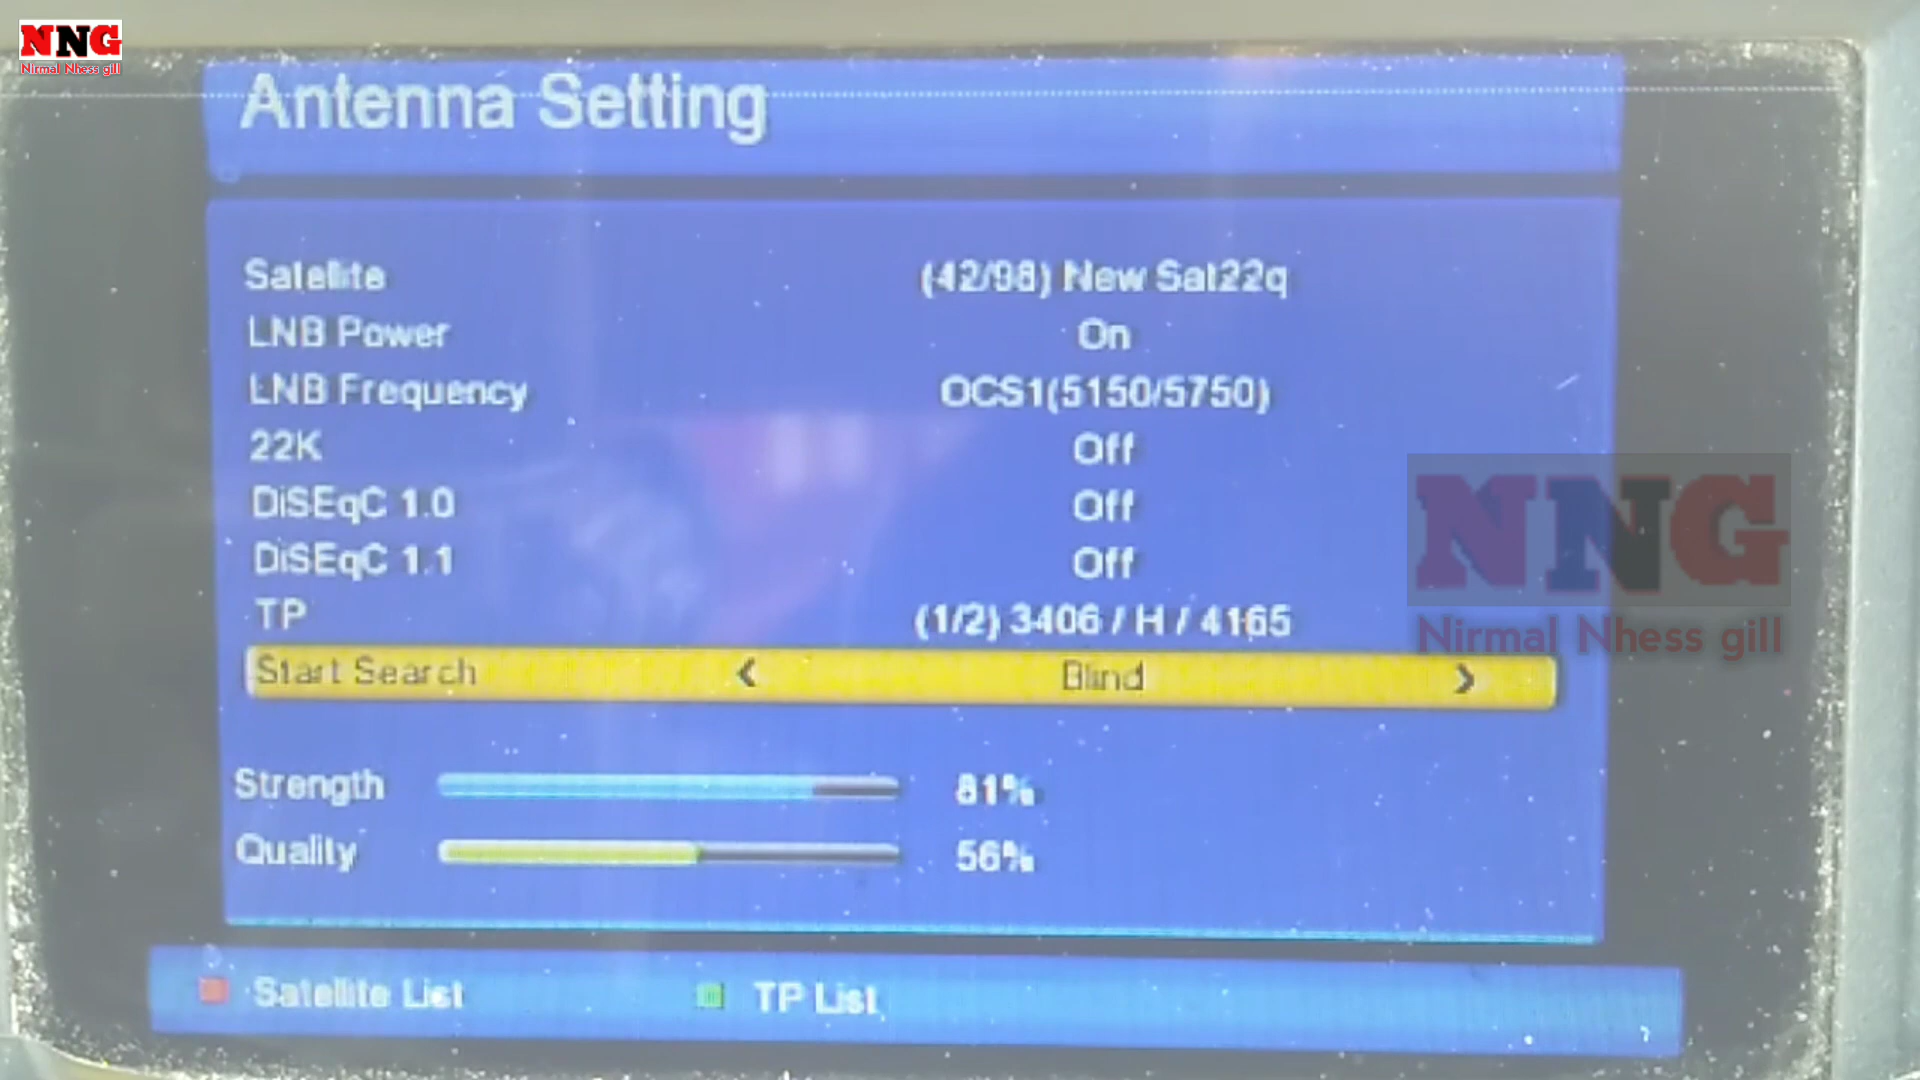 NNG
Nirmal Nhess gill
Antenna Setting
Satellite (42/98) New Sat22q
LNB Power On
LNB Frequency OCS1(5150/5750)
22K Off
DiSEqC 1.0 Off
DiSEqC 1.1 Off
TP (1/2) 3406 / H / 4165
Start Search < Blind >
NNG
Nirmal Nhess gill
Strength 81%
Quality 56%
Satellite List TP List